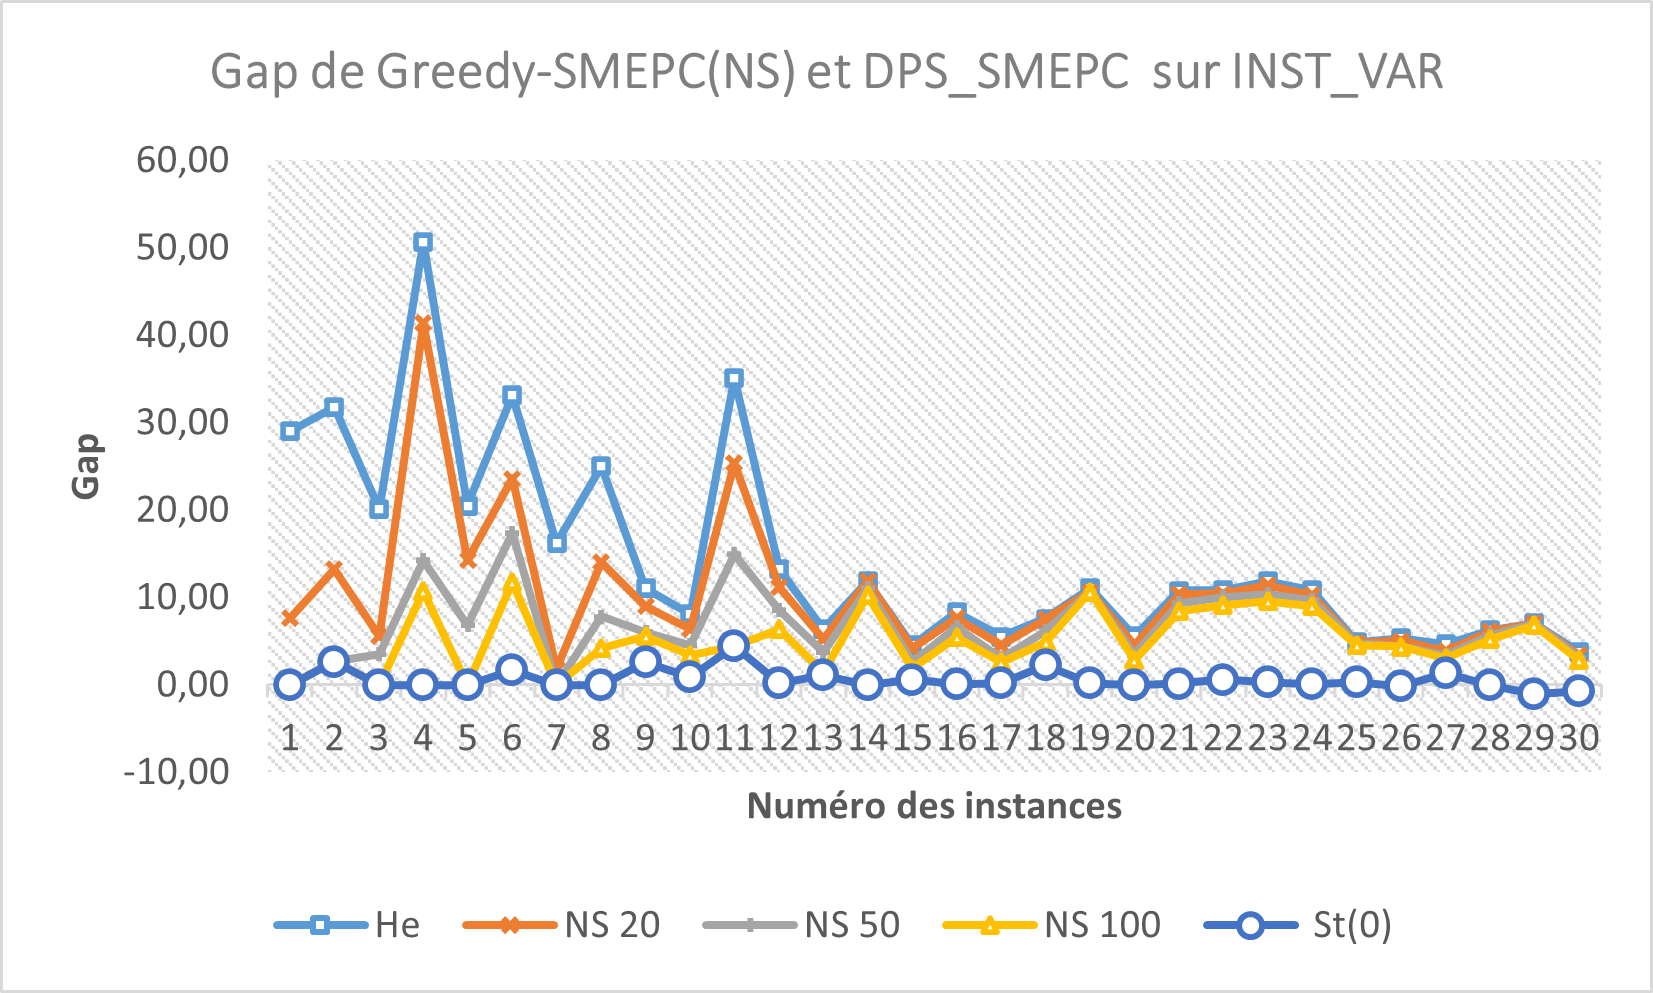 Gap de Greedy-SMEPC(NS) et DPS_SMEPC sur INST_VAR
60,00
50,00
40,00
30,00
20,00
10,00
0,00
-10,00
Gap
1 2 3 4 5 6 7 8 9 10 11 12 13 14 15 16 17 18 19 20 21 22 23 24 25 26 27 28 29 30
Numéro des instances
He NS 20 NS 50 NS 100 St(0)